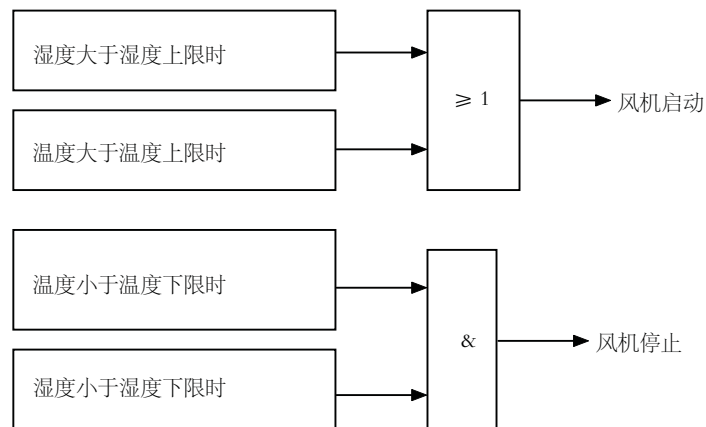 湿度大于湿度上限时
≥ 1
风机启动
温度大于温度上限时
温度小于温度下限时
&
风机停止
湿度小于湿度下限时